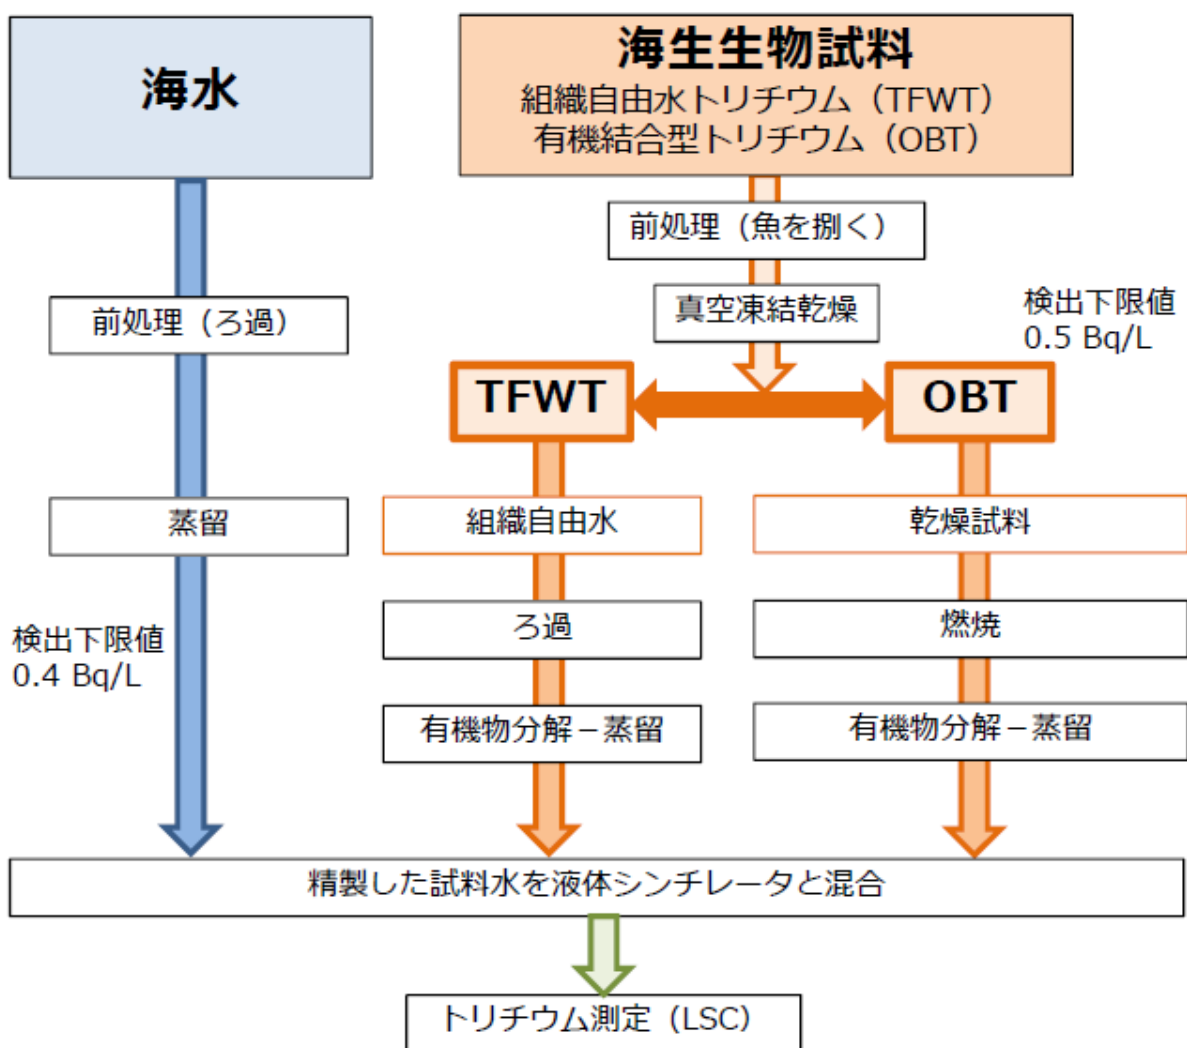 海水
海生生物試料
組織自由水トリチウム（TFWT）
有機結合型トリチウム（OBT）
前処理（魚を捌く）
真空凍結乾燥
検出下限値
0.5 Bq/L
前処理（ろ過）
TFWT
OBT
蒸留
組織自由水
乾燥試料
検出下限値
0.4 Bq/L
ろ過
燃焼
有機物分解－蒸留
有機物分解－蒸留
精製した試料水を液体シンチレータと混合
トリチウム測定（LSC）